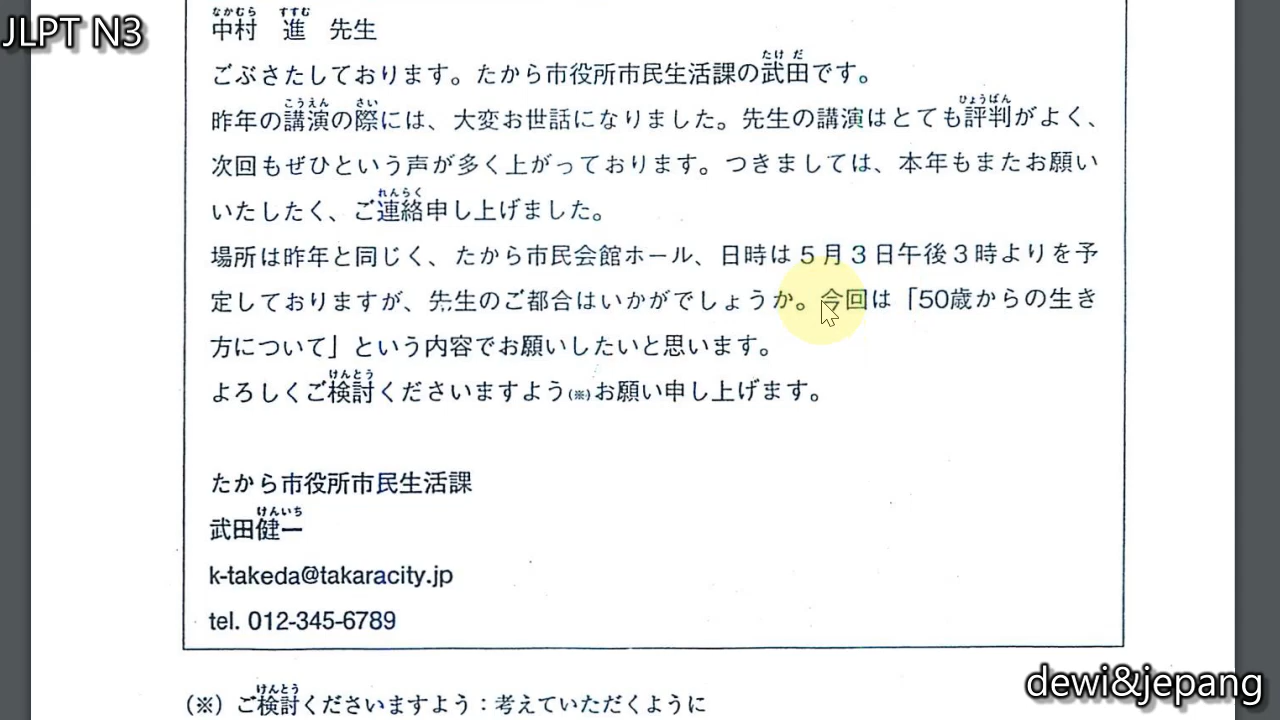 JLPT N3
なかむら すすむ
中村 進 先生
たけ だ
ごぶさたしております。たから市役所市民生活課の武田です。
こうえん さい ひょうばん
昨年の講演の際には、大変お世話になりました。先生の講演はとても評判がよく、
次回もぜひという声が多く上がっております。つきましては、本年もまたお願い
れんらく
いたしたく、ご連絡申し上げました。
場所は昨年と同じく、たから市民会館ホール、日時は5月3日午後3時よりを予
定しておりますが、先生のご都合はいかがでしょうか。今回は「50歳からの生き
方について」という内容でお願いしたいと思います。
けんとう
よろしくご検討くださいますよう(※)お願い申し上げます。
たから市役所市民生活課
けんいち
武田健一
k-takeda@takaracity.jp
tel. 012-345-6789
けんとう
(※)ご検討くださいますよう:考えていただくように
dewi&jepang